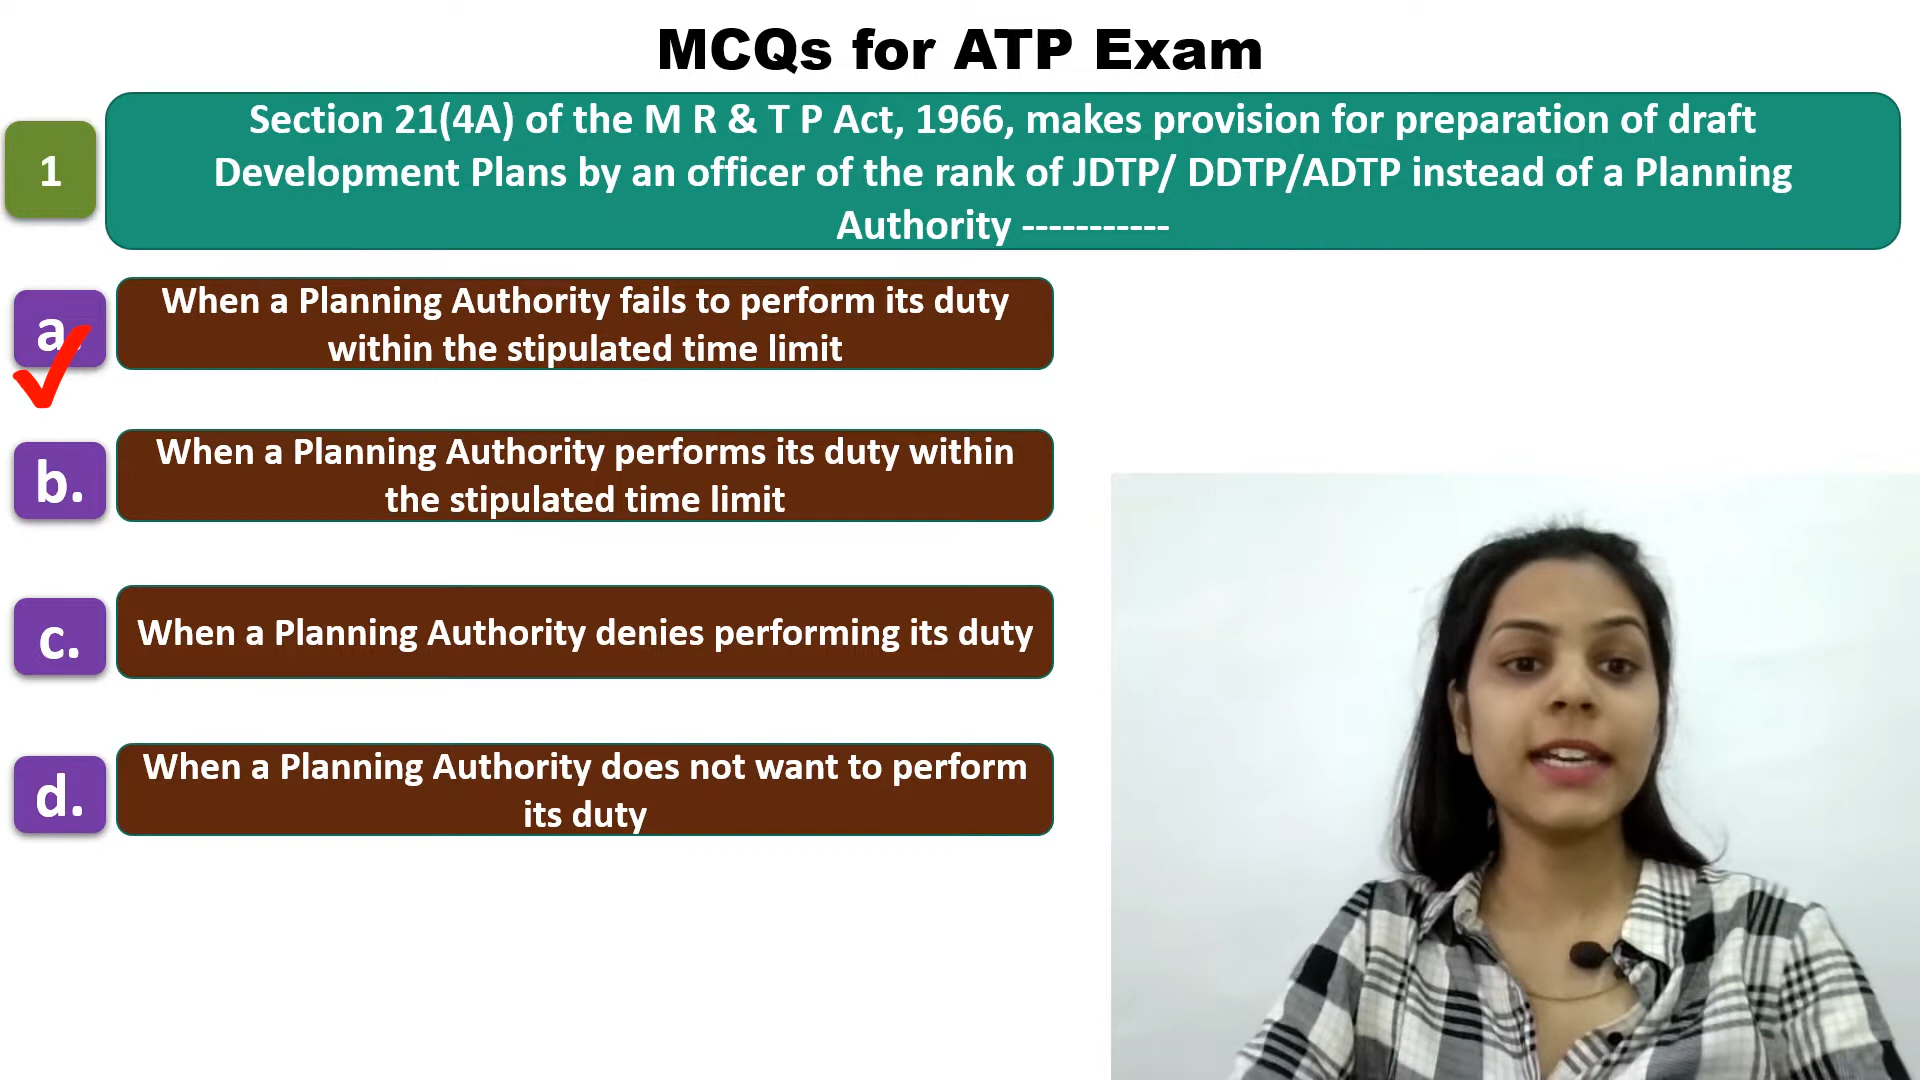 MCQs for ATP Exam
1
Section 21(4A) of the M R & T P Act, 1966, makes provision for preparation of draft
Development Plans by an officer of the rank of JDTP/ DDTP/ADTP instead of a Planning
Authority -----------
a.
When a Planning Authority fails to perform its duty
within the stipulated time limit
b.
When a Planning Authority performs its duty within
the stipulated time limit
c.
When a Planning Authority denies performing its duty
d.
When a Planning Authority does not want to perform
its duty